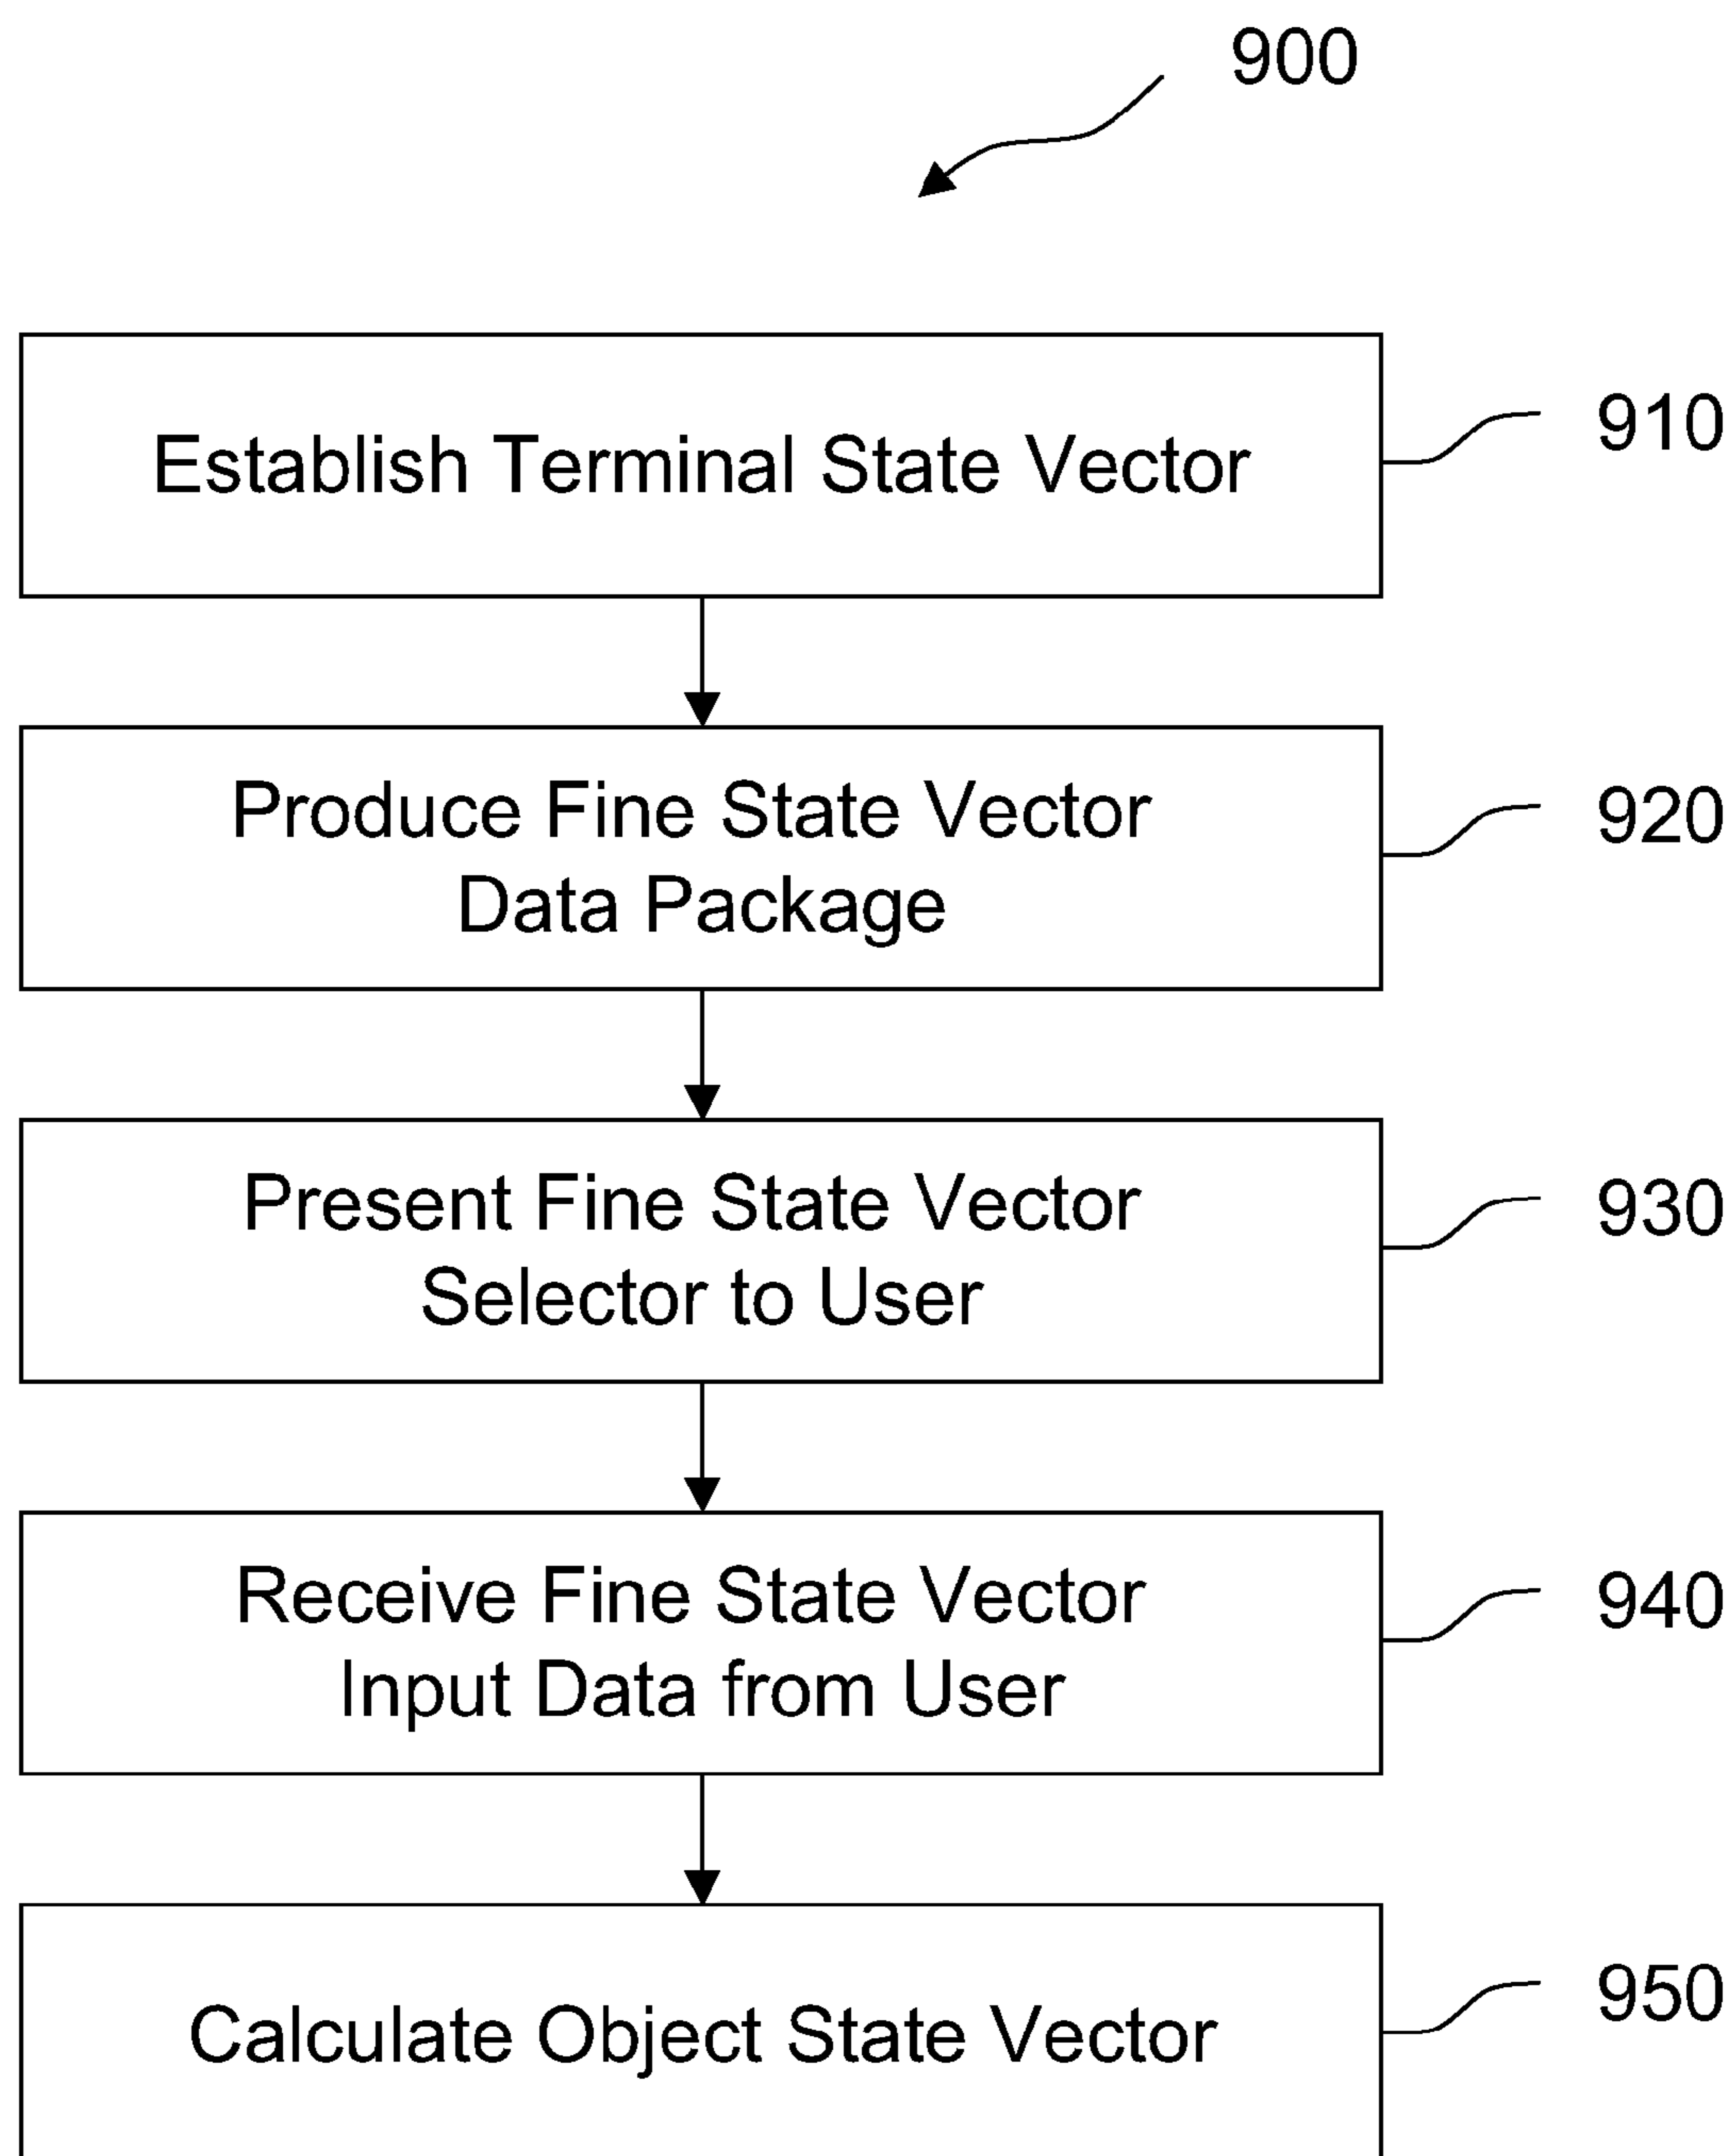 900
Establish Terminal State Vector
910
Produce Fine State Vector
Data Package
920
Present Fine State Vector
Selector to User
930
Receive Fine State Vector
Input Data from User
940
Calculate Object State Vector
950